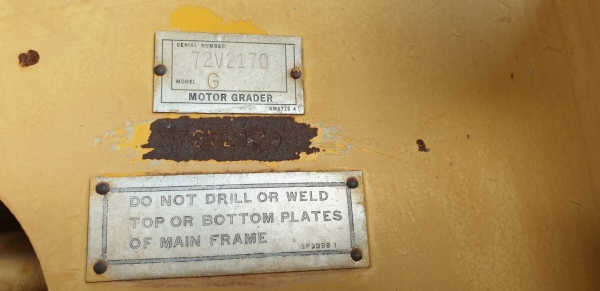 SERIAL NUMBER
72V2170
MODEL G
MOTOR GRADER
DO NOT DRILL OR WELD
TOP OR BOTTOM PLATES
OF MAIN FRAME